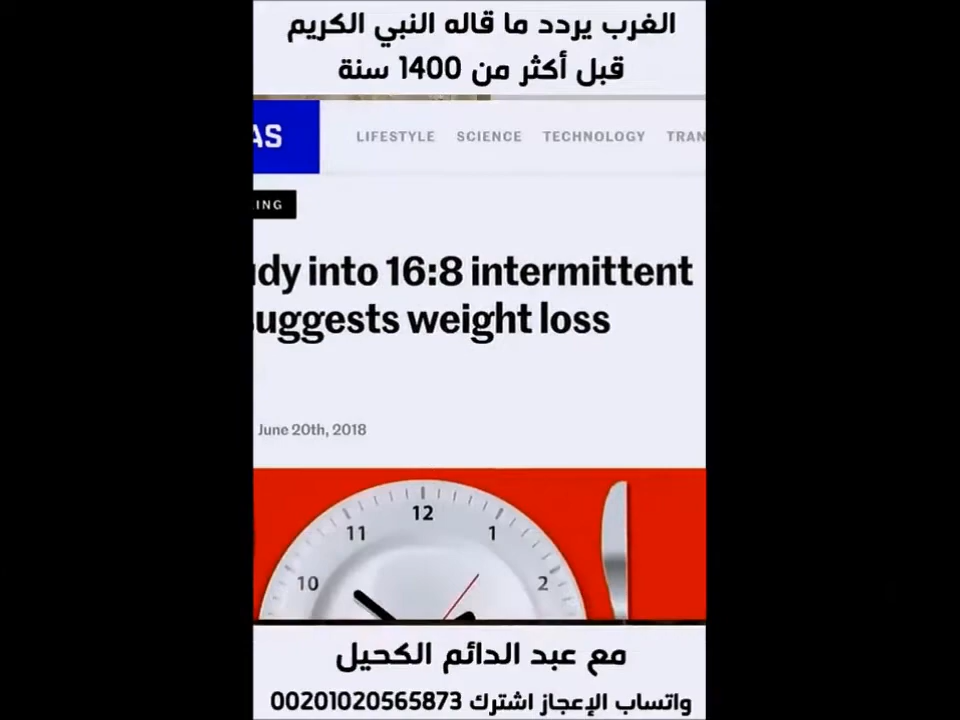 الغرب يردد ما قاله النبي الكريم
قبل أكثر من 1400 سنة
AS
LIFESTYLE SCIENCE TECHNOLOGY TRAN
ING
udy into 16:8 intermittent
suggests weight loss
June 20th, 2018
12
11 1
10 2
مع عبد الدائم الكحيل
واتساب الإعجاز اشترك 00201020565873